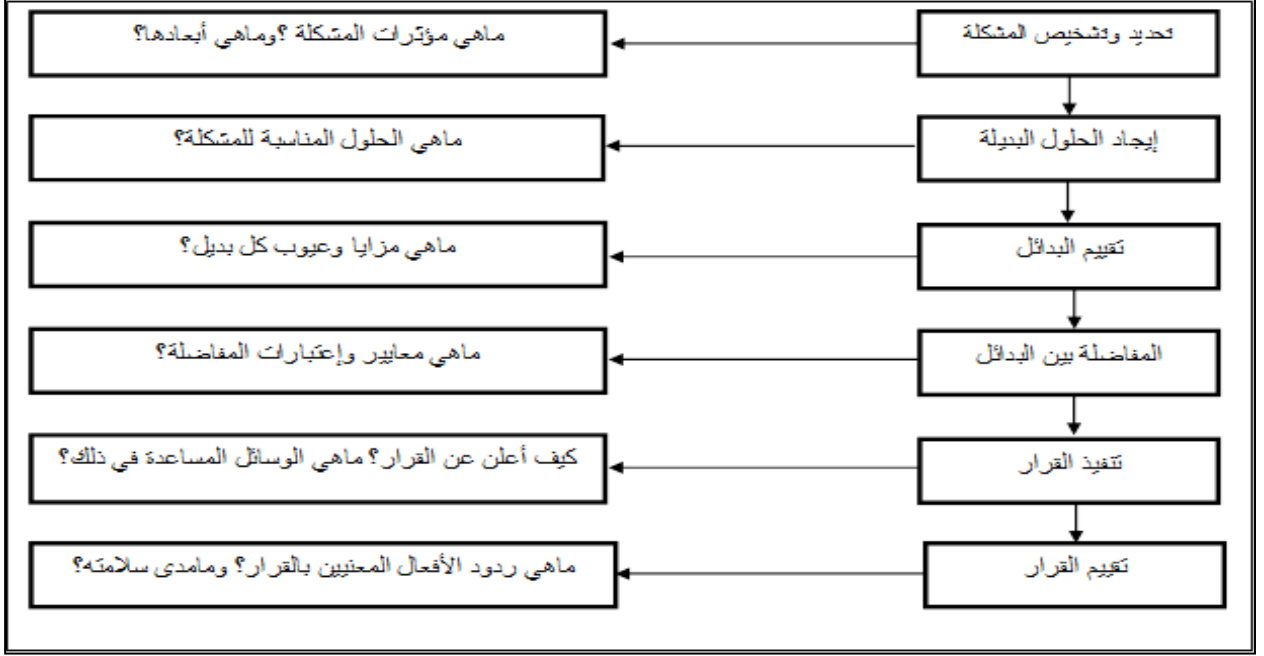 تحديد وتشخيص المشكلة
ماهي مؤثرات المشكلة ؟وماهي أبعادها؟
إيجاد الحلول البديلة
ماهي الحلول المناسبة للمشكلة؟
تقييم البدائل
ماهي مزايا وعيوب كل بديل؟
المفاضلة بين البدائل
ماهي معايير وإعتبارات المفاضلة؟
تنفيذ القرار
كيف أعلن عن القرار؟ ماهي الوسائل المساعدة في ذلك؟
تقييم القرار
ماهي ردود الأفعال المعنيين بالقرار؟ ومامدى سلامته؟